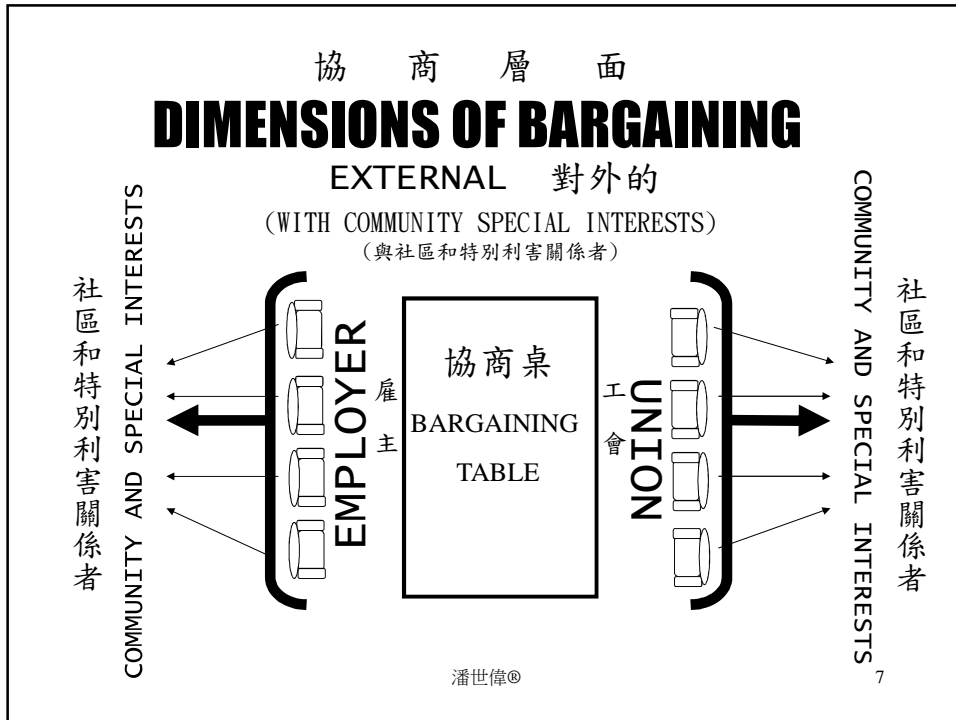 協 商 層 面
DIMENSIONS OF BARGAINING
EXTERNAL 對外的
(WITH COMMUNITY SPECIAL INTERESTS)
(與社區和特別利害關係者)
社區和特別利害關係者
COMMUNITY AND SPECIAL INTERESTS
EMPLOYER
雇主
協商桌
BARGAINING
TABLE
工會
UNION
COMMUNITY AND SPECIAL INTERESTS
社區和特別利害關係者
潘世偉®
7